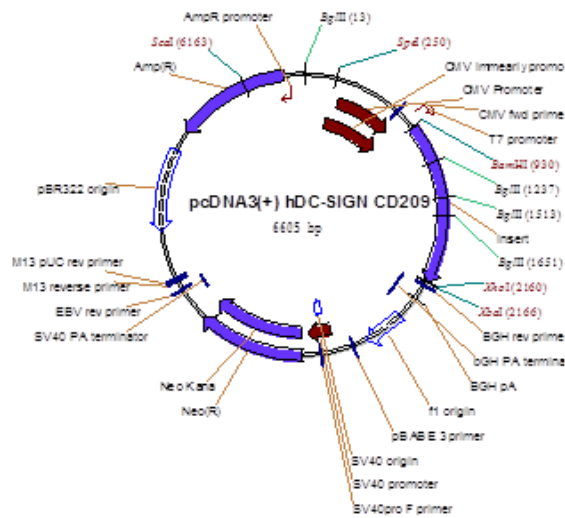 AmpR promoter
BglII (13)
ScaI (6163)
SpeI (250)
Amp(R)
CMV Immearly promo
CMV Promoter
CMV fwd prime
T7 promoter
BamHI (930)
BglII (1237)
pBR322 origin
pcDNA3(+) hDC-SIGN CD209
BglII (1513)
6605 bp
Insert
BglII (1651)
M13 pUC rev primer
M13 reverse primer
XhoI (2160)
EBV rev primer
XbaI (2166)
SV40 PA terminator
BGH rev prime
bGH PA termina
Neo Kana
BGH pA
Neo(R)
f1 origin
pBABE 3 primer
SV40 origin
SV40 promoter
SV40pro F primer